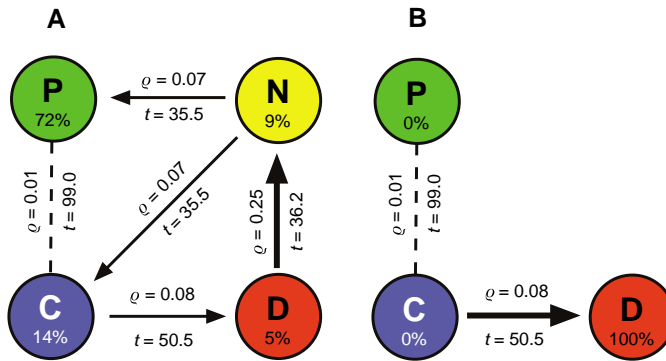 A
B
P
72%
ϱ = 0.07
t = 35.5
N
9%
P
0%
ϱ = 0.01
t = 99.0
ϱ = 0.07
t = 35.5
ϱ = 0.25
t = 36.2
ϱ = 0.01
t = 99.0
C
14%
ϱ = 0.08
t = 50.5
D
5%
C
0%
ϱ = 0.08
t = 50.5
D
100%